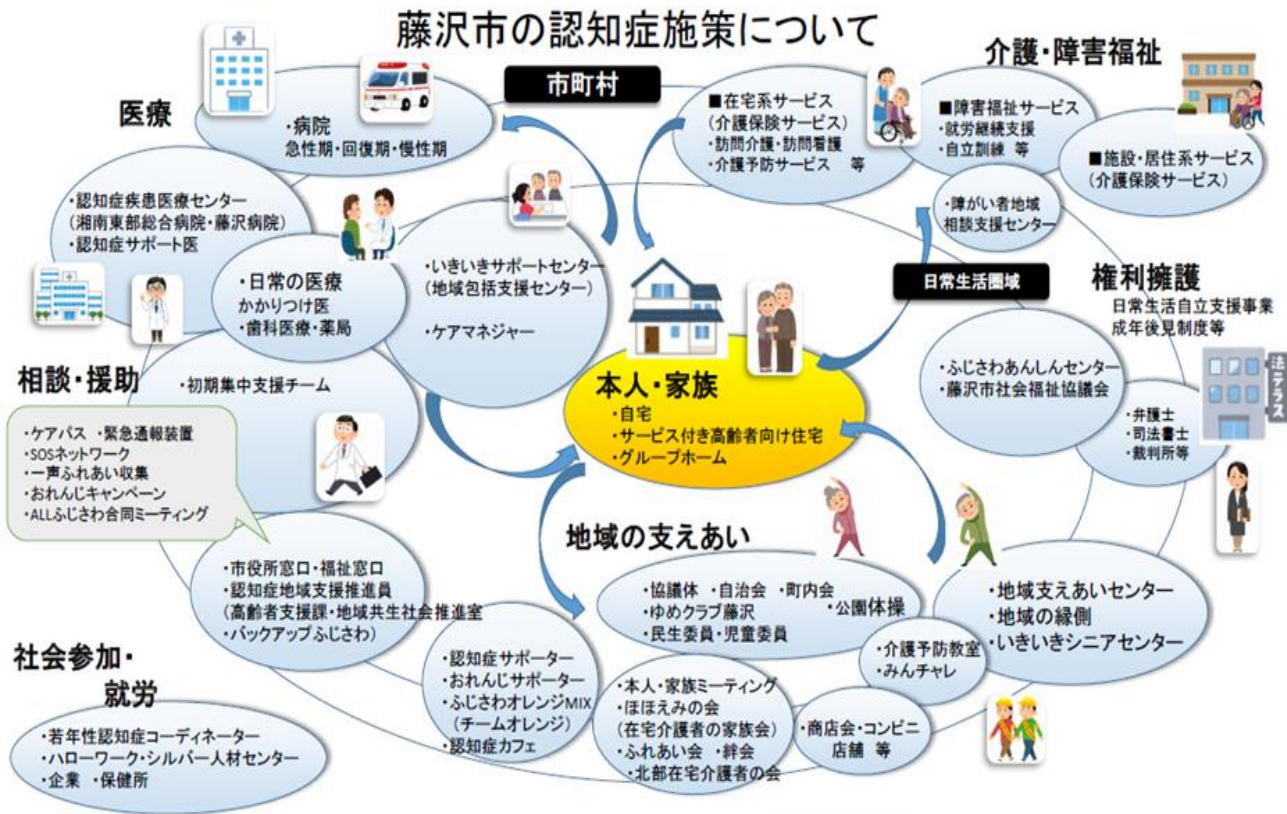 藤沢市の認知症施策について
市町村
医療
・病院
急性期・回復期・慢性期
・認知症疾患医療センター
(湘南東部総合病院・藤沢病院)
・認知症サポート医
・日常の医療
かかりつけ医
・歯科医療・薬局
・いきいきサポートセンター
(地域包括支援センター)
・ケアマネジャー
介護・障害福祉
■在宅系サービス
(介護保険サービス)
・訪問介護・訪問看護
・介護予防サービス 等
■障害福祉サービス
・就労継続支援
・自立訓練 等
■施設・居住系サービス
(介護保険サービス)
・障がい者地域
相談支援センター
日常生活圏域
権利擁護
日常生活自立支援事業
成年後見制度等
・ふじさわあんしんセンター
・藤沢市社会福祉協議会
法テラス
・弁護士
・司法書士
・裁判所等
本人・家族
・自宅
・サービス付き高齢者向け住宅
・グループホーム
相談・援助
・初期集中支援チーム
・ケアパス ・緊急通報装置
・SOSネットワーク
・一声ふれあい収集
・おれんじキャンペーン
・ALLふじさわ合同ミーティング
・市役所窓口・福祉窓口
・認知症地域支援推進員
(高齢者支援課・地域共生社会推進室
・バックアップふじさわ)
地域の支えあい
・協議体 ・自治会 ・町内会
・ゆめクラブ藤沢
・公園体操
・民生委員・児童委員
・地域支えあいセンター
・地域の縁側
・いきいきシニアセンター
・介護予防教室
・みんチャレ
・認知症サポーター
・おれんじサポーター
・ふじさわオレンジMIX
(チームオレンジ)
・認知症カフェ
・本人・家族ミーティング
・ほほえみの会
(在宅介護者の家族会)
・ふれあい会 ・絆会
・北部在宅介護者の会
・商店会・コンビニ
店舗 等
社会参加・
就労
・若年性認知症コーディネーター
・ハローワーク・シルバー人材センター
・企業 ・保健所